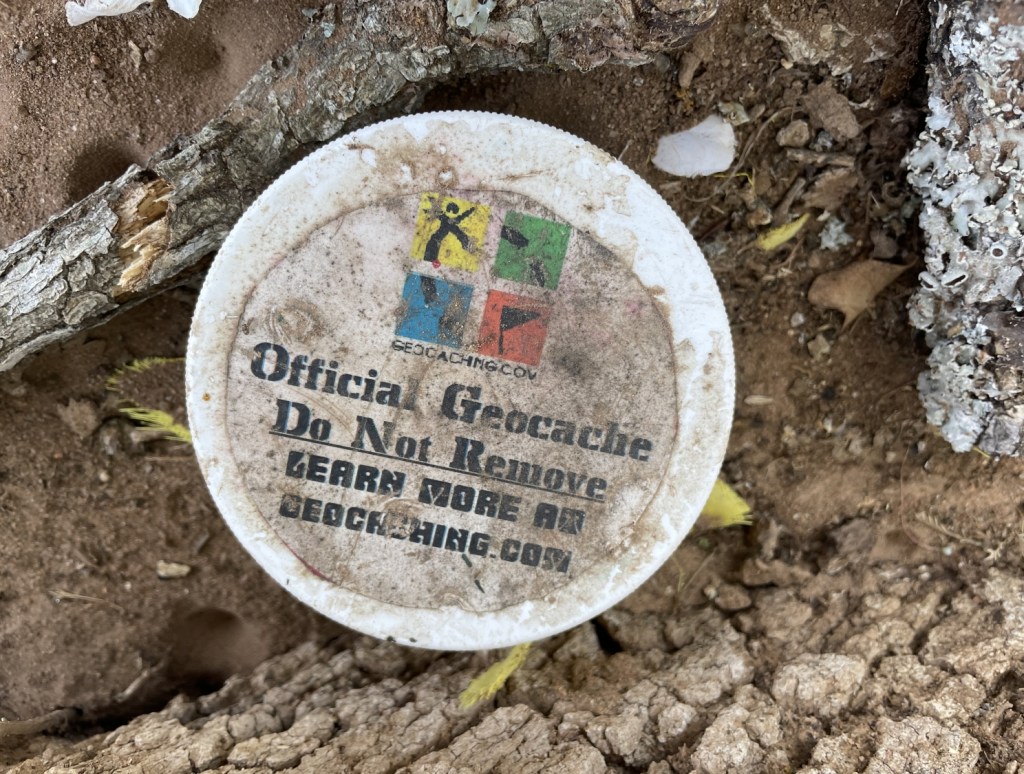 GEOCACHING.COM
Official Geocache
Do Not Remove
LEARN MORE AT
GEOCACHING.COM